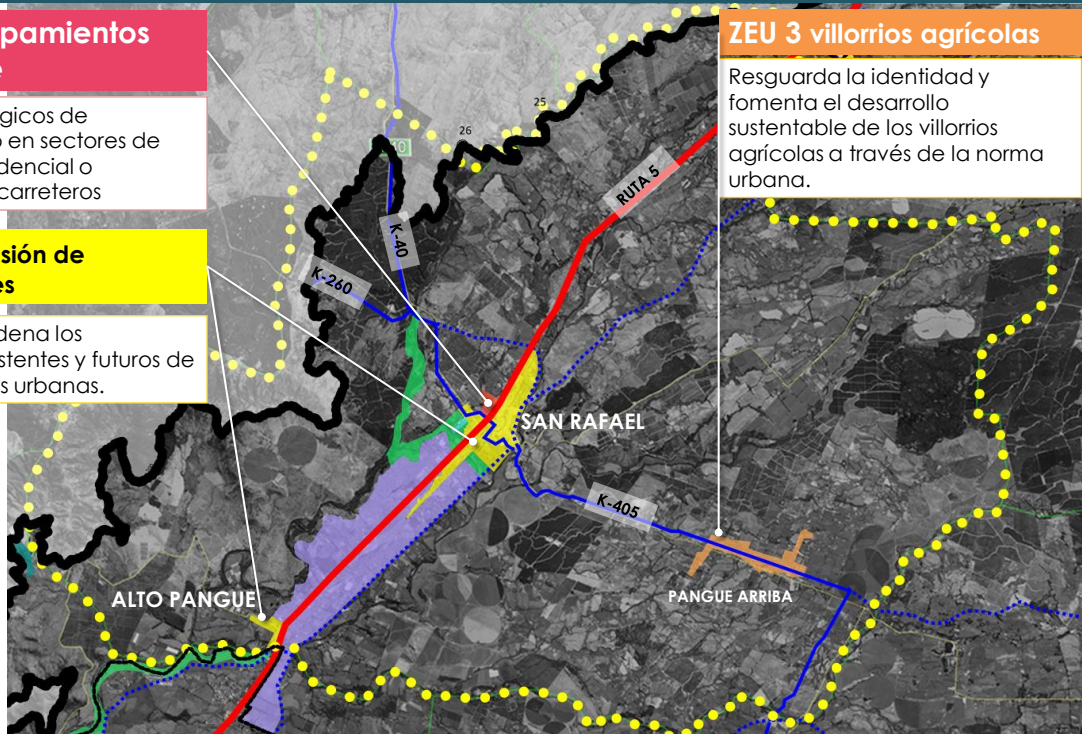 pamientos
gicos de
en sectores de
dencial o
carreteros
sión de
es
dena los
stentes y futuros de
s urbanas.
ZEU 3 villorrios agrícolas
Resguarda la identidad y
fomenta el desarrollo
sustentable de los villorrios
agrícolas a través de la norma
urbana.
25
26
RUTA 5
K-40
K-260
SAN RAFAEL
K-405
ALTO PANGUE
PANGUE ARRIBA